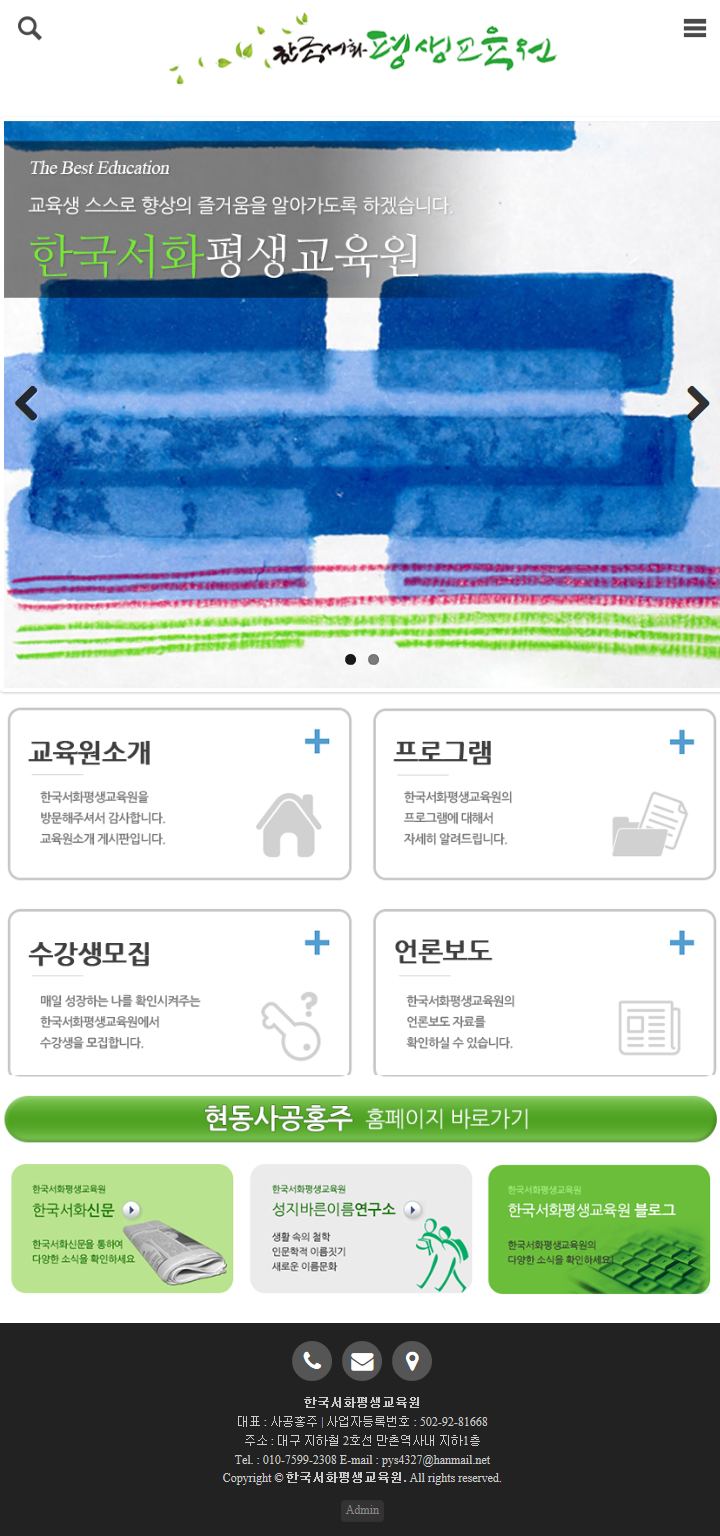 한국서화평생교육원
The Best Education
교육생 스스로 향상의 즐거움을 알아가도록 하겠습니다.
한국서화평생교육원
교육원소개
한국서화평생교육원을
방문해주셔서 감사합니다.
교육원소개 게시판입니다.
프로그램
한국서화평생교육원의
프로그램에 대해서
자세히 알려드립니다.
수강생모집
매일 성장하는 나를 확인시켜주는
한국서화평생교육원에서
수강생을 모집합니다.
언론보도
한국서화평생교육원의
언론보도 자료를
확인하실 수 있습니다.
현동사공홍주 홈페이지 바로가기
한국서화평생교육원
한국서화신문
한국서화신문을 통하여
다양한 소식을 확인하세요
한국서화평생교육원
성지바른이름연구소
생활 속의 철학
인문학적 이름짓기
새로운 이름문화
한국서화평생교육원
한국서화평생교육원 블로그
한국서화평생교육원의
다양한 소식을 확인하세요!
한국서화평생교육원
대표 : 사공홍주 | 사업자등록번호 : 502-92-81668
주소 : 대구 지하철 2호선 만촌역사내 지하1층
Tel. : 010-7599-2308 E-mail : pys4327@hanmail.net
Copyright © 한국서화평생교육원. All rights reserved.
Admin